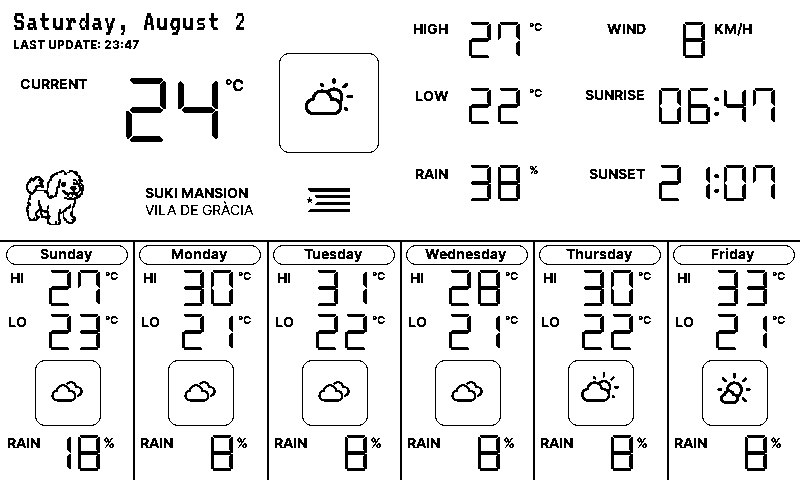 Saturday, August 2
LAST UPDATE: 23:47
CURRENT 24 °C
HIGH 27 °C
LOW 22 °C
RAIN 38 %
WIND 8 KM/H
SUNRISE 06:47
SUNSET 21:07
SUKI MANSION
VILA DE GRÀCIA
Sunday
HI 27 °C
LO 23 °C
RAIN 18 %
Monday
HI 30 °C
LO 21 °C
RAIN 8 %
Tuesday
HI 31 °C
LO 22 °C
RAIN 8 %
Wednesday
HI 28 °C
LO 21 °C
RAIN 8 %
Thursday
HI 30 °C
LO 22 °C
RAIN 8 %
Friday
HI 33 °C
LO 21 °C
RAIN 8 %